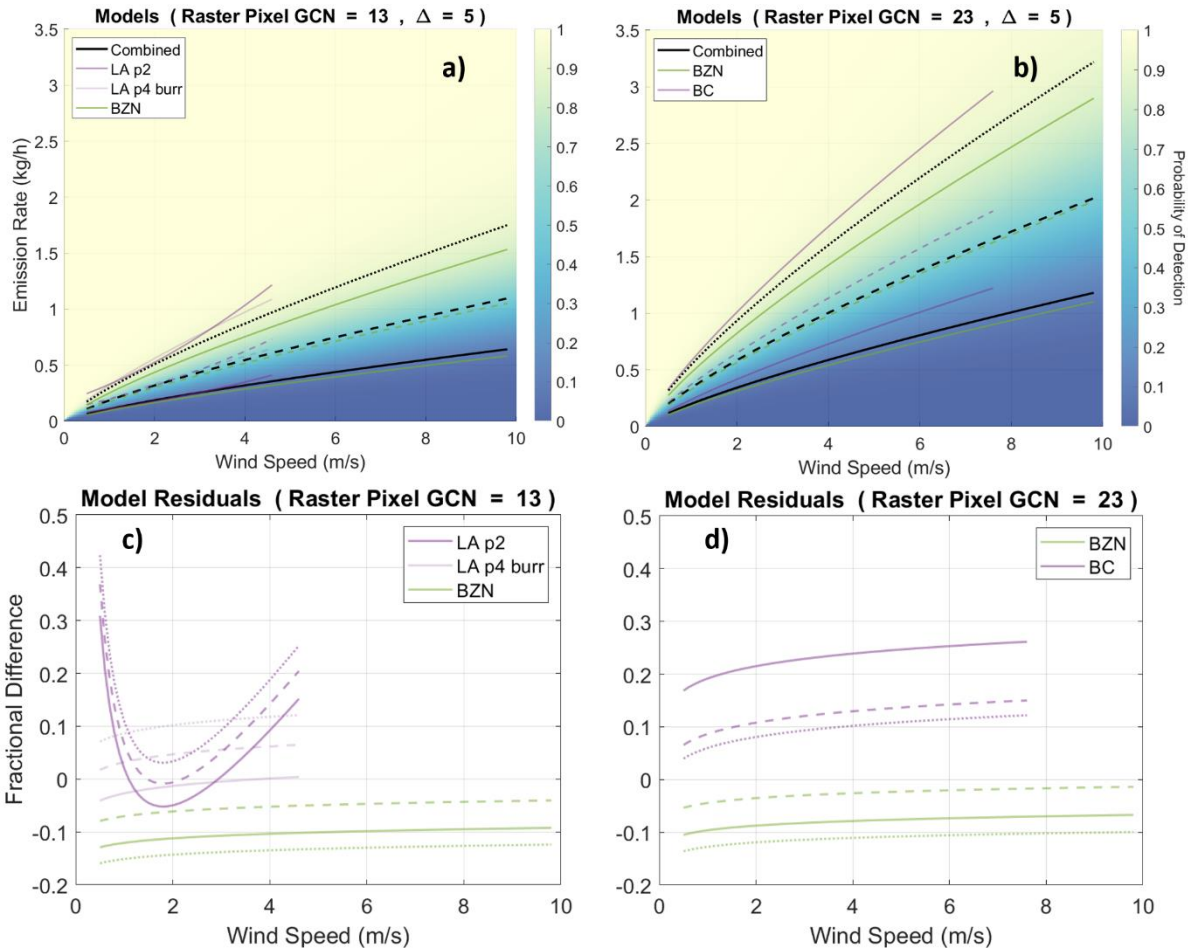 Models ( Raster Pixel GCN = 13 , Δ = 5 )
a)
Combined
LA p2
LA p4 burr
BZN
3.5
3
2.5
2
1.5
1
0.5
0
Emission Rate (kg/h)
0 2 4 6 8 10
Wind Speed (m/s)
1
0.9
0.8
0.7
0.6
0.5
0.4
0.3
0.2
0.1
0
Models ( Raster Pixel GCN = 23 , Δ = 5 )
b)
Combined
BZN
BC
3.5
3
2.5
2
1.5
1
0.5
0
0 2 4 6 8 10
Wind Speed (m/s)
1
0.9
0.8
0.7
0.6
0.5
0.4
0.3
0.2
0.1
0
Probability of Detection
Model Residuals ( Raster Pixel GCN = 13 )
c)
LA p2
LA p4 burr
BZN
0.5
0.4
0.3
0.2
0.1
0
-0.1
-0.2
Fractional Difference
0 2 4 6 8 10
Wind Speed (m/s)
Model Residuals ( Raster Pixel GCN = 23 )
d)
BZN
BC
0.5
0.4
0.3
0.2
0.1
0
-0.1
-0.2
0 2 4 6 8 10
Wind Speed (m/s)